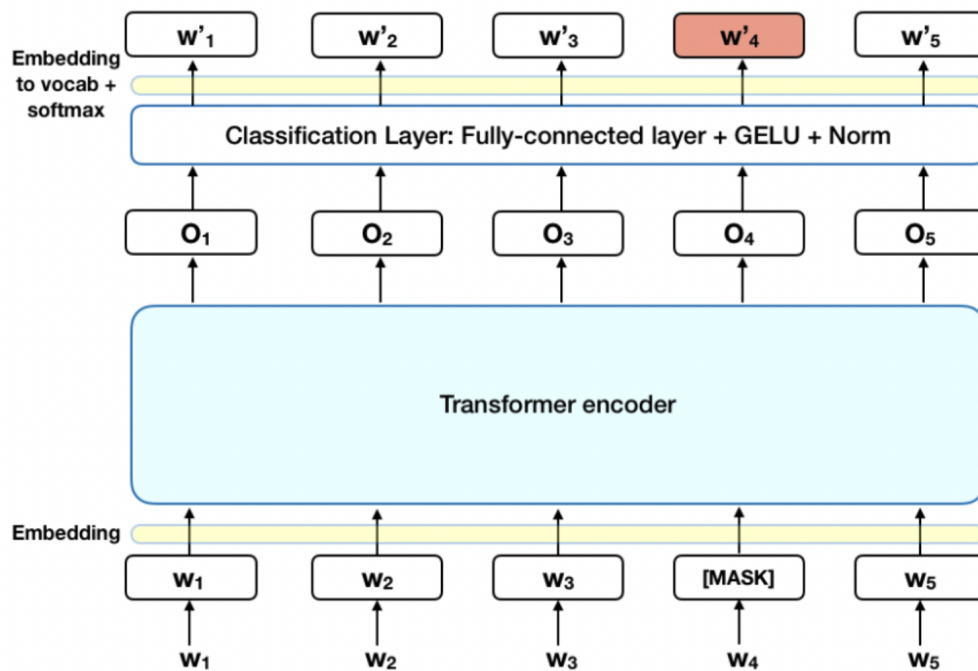 w'1 w'2 w'3 w'4 w'5
Embedding
to vocab +
softmax
Classification Layer: Fully-connected layer + GELU + Norm
O1 O2 O3 O4 O5
Transformer encoder
Embedding
W1 W2 W3 [MASK] W5
W1 W2 W3 W4 W5